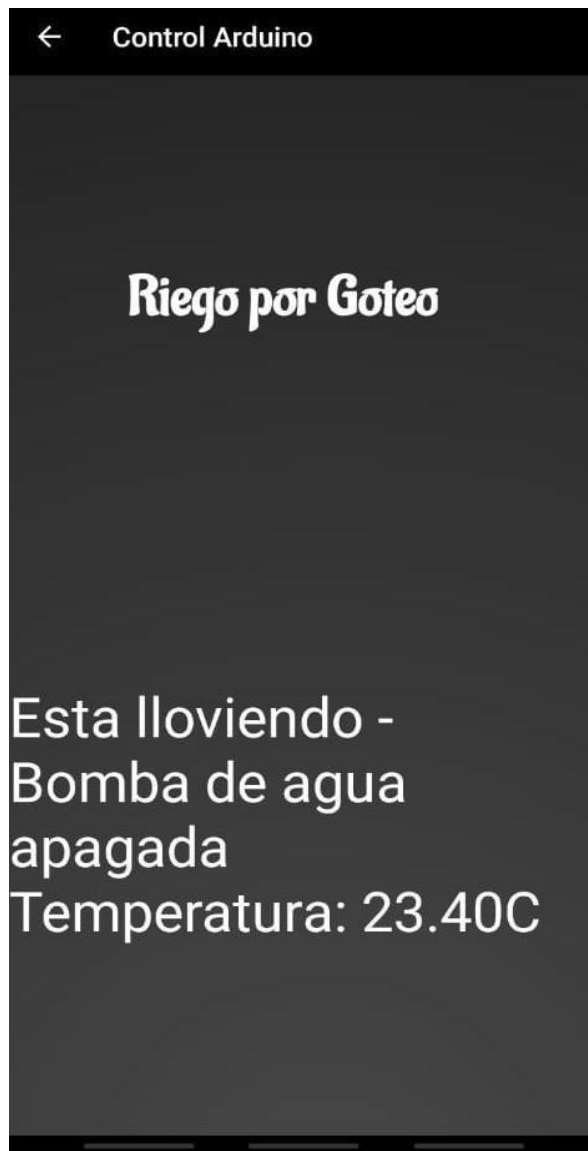 Control Arduino
Riego por Goteo
Esta lloviendo -
Bomba de agua
apagada
Temperatura: 23.40C